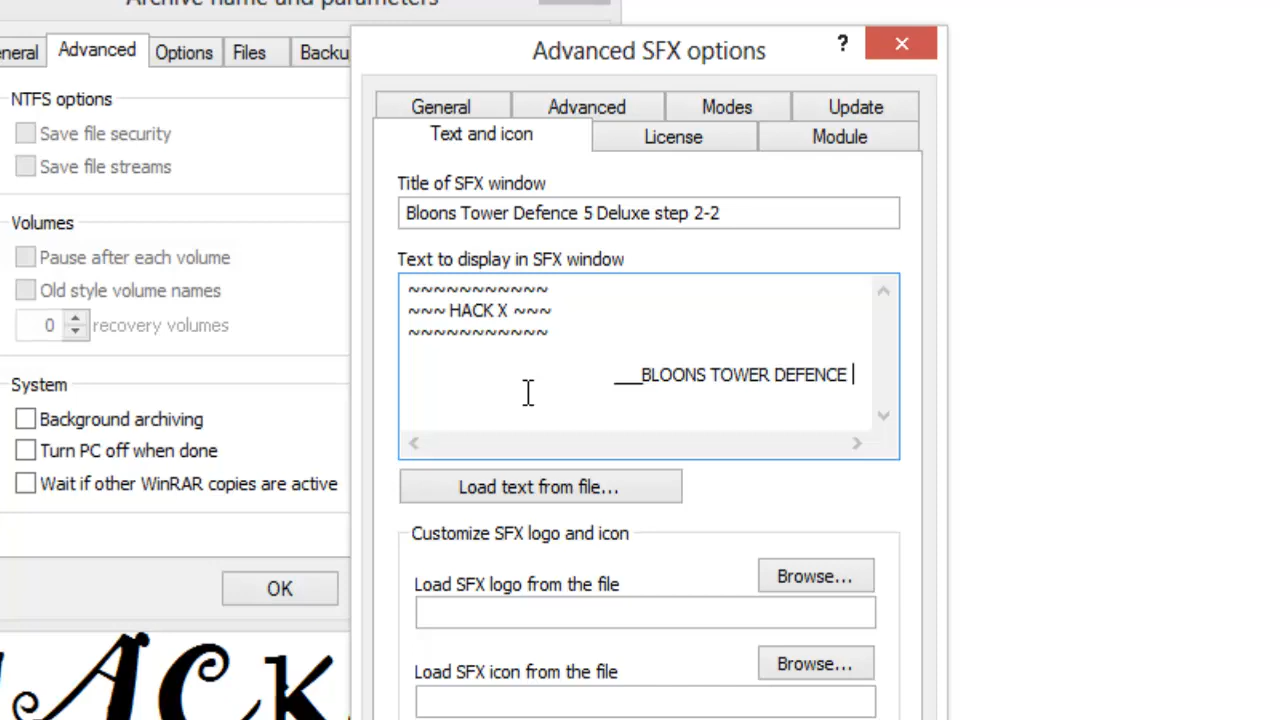 Archive name and parameters
Advanced SFX options
?
Advanced
Options
Files
General
Advanced
Modes
Update
Text and icon
License
Module
NTFS options
Save file security
Save file streams
Volumes
Pause after each volume
Old style volume names
0 recovery volumes
System
Background archiving
Turn PC off when done
Wait if other WinRAR copies are active
OK
Title of SFX window
Bloons Tower Defence 5 Deluxe step 2-2
Text to display in SFX window
~~~~~~~~~~~
~~~ HACK X ~~~
~~~~~~~~~~~
___BLOONS TOWER DEFENCE
Load text from file...
Customize SFX logo and icon
Load SFX logo from the file
Browse...
Load SFX icon from the file
Browse...